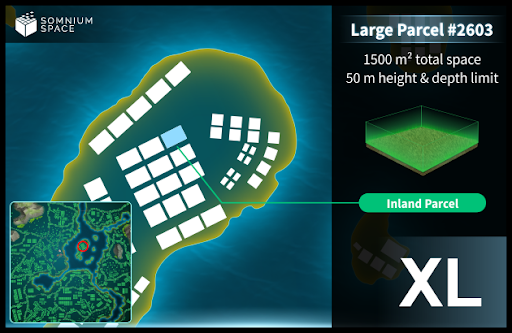 SOMNIUM
SPACE
Large Parcel #2603
1500 m² total space
50 m height & depth limit
Inland Parcel
XL